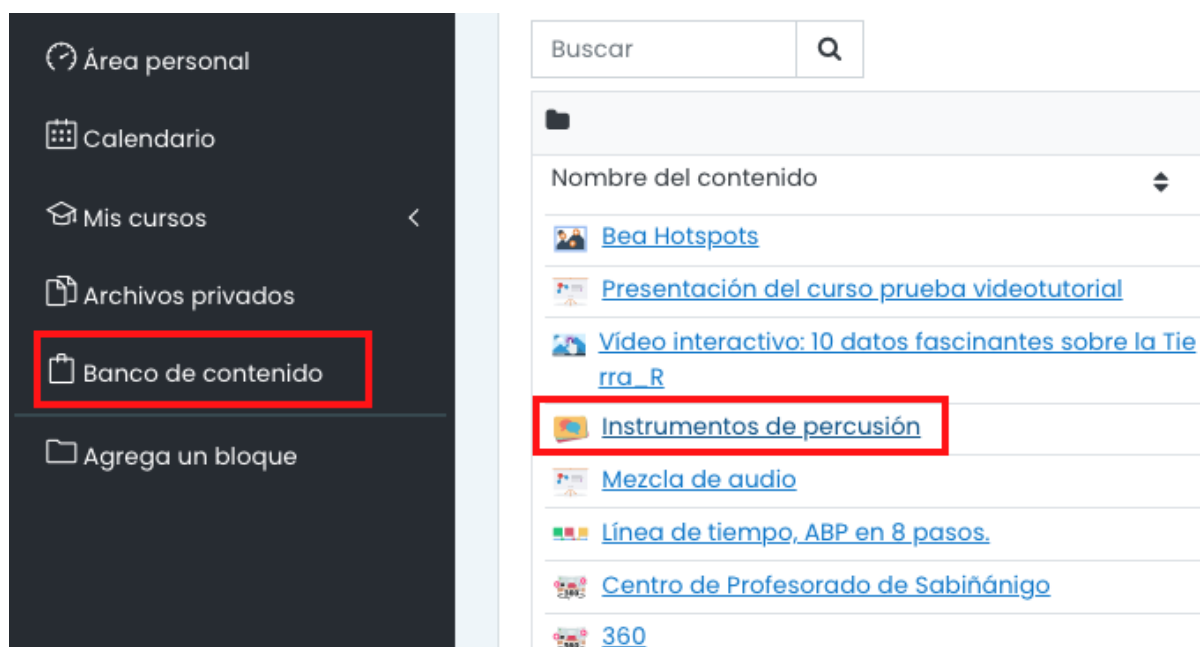 Área personal
Calendario
Mis cursos
Archivos privados
Banco de contenido
Agrega un bloque
Buscar
Nombre del contenido
Bea Hotspots
Presentación del curso prueba videotutorial
Vídeo interactivo: 10 datos fascinantes sobre la Tie
rra_R
Instrumentos de percusión
Mezcla de audio
Línea de tiempo, ABP en 8 pasos.
Centro de Profesorado de Sabiñánigo
360